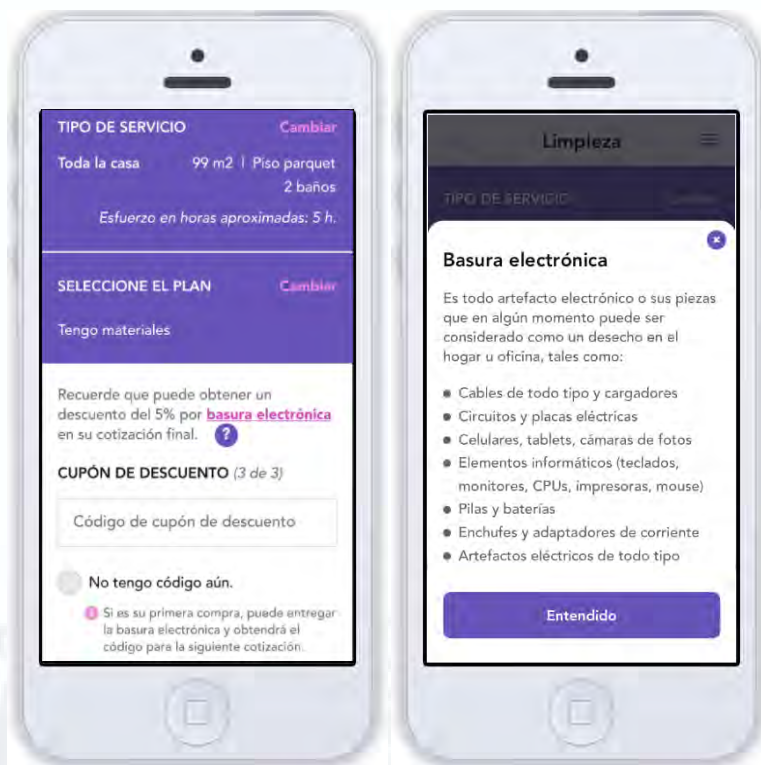 TIPO DE SERVICIO Cambiar
Toda la casa 99 m2 | Piso parquet
2 baños
Esfuerzo en horas aproximadas: 5 h.
SELECCIONE EL PLAN Cambiar
Tengo materiales
Recuerde que puede obtener un
descuento del 5% por basura electrónica
en su cotización final. ?
CUPÓN DE DESCUENTO (3 de 3)
Código de cupón de descuento
No tengo código aún.
Si es su primera compra, puede entregar
la basura electrónica y obtendrá el
código para la siguiente cotización.
Limpieza
TIPO DE SERVICIO Cambiar
Basura electrónica
Es todo artefacto electrónico o sus piezas
que en algún momento puede ser
considerado como un desecho en el
hogar u oficina, tales como:
Cables de todo tipo y cargadores
Circuitos y placas eléctricas
Celulares, tablets, cámaras de fotos
Elementos informáticos (teclados,
monitores, CPUs, impresoras, mouse)
Pilas y baterías
Enchufes y adaptadores de corriente
Artefactos eléctricos de todo tipo
Entendido